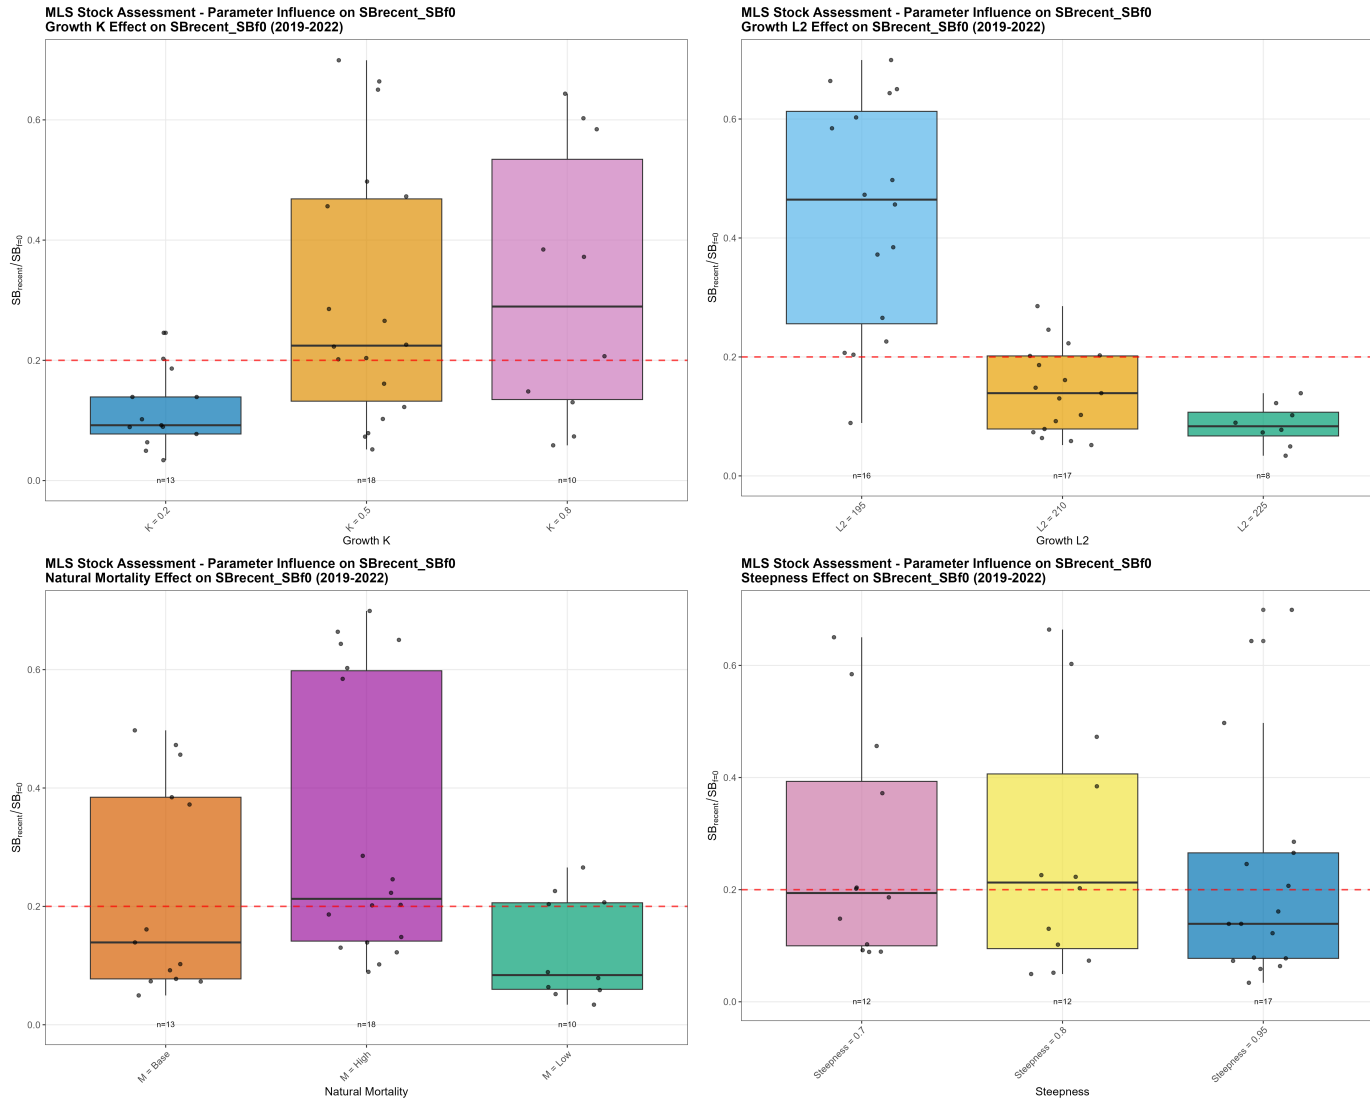 MLS Stock Assessment - Parameter Influence on SBrecent_SBf0
Growth K Effect on SBrecent_SBf0 (2019-2022)
SBrecent/SBf=0
0.6
0.4
0.2
0.0
n=13
n=18
n=10
K = 0.2
K = 0.5
K = 0.8
Growth K
MLS Stock Assessment - Parameter Influence on SBrecent_SBf0
Growth L2 Effect on SBrecent_SBf0 (2019-2022)
SBrecent/SBf=0
0.6
0.4
0.2
0.0
n=16
n=17
n=8
L2 = 195
L2 = 210
L2 = 225
Growth L2
MLS Stock Assessment - Parameter Influence on SBrecent_SBf0
Natural Mortality Effect on SBrecent_SBf0 (2019-2022)
SBrecent/SBf=0
0.6
0.4
0.2
0.0
n=13
n=18
n=10
M = Base
M = High
M = Low
Natural Mortality
MLS Stock Assessment - Parameter Influence on SBrecent_SBf0
Steepness Effect on SBrecent_SBf0 (2019-2022)
SBrecent/SBf=0
0.6
0.4
0.2
0.0
n=12
n=12
n=17
Steepness = 0.7
Steepness = 0.8
Steepness = 0.95
Steepness